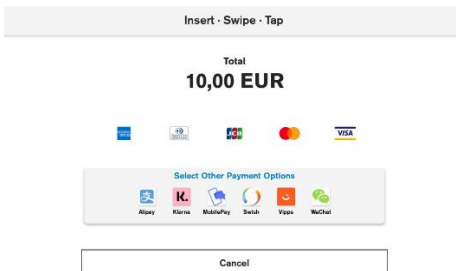 Insert · Swipe · Tap
Total
10,00 EUR
JCB
VISA
Select Other Payment Options
K.
Alipay Klarna MobilePay Swish Vipps WeChat
Cancel